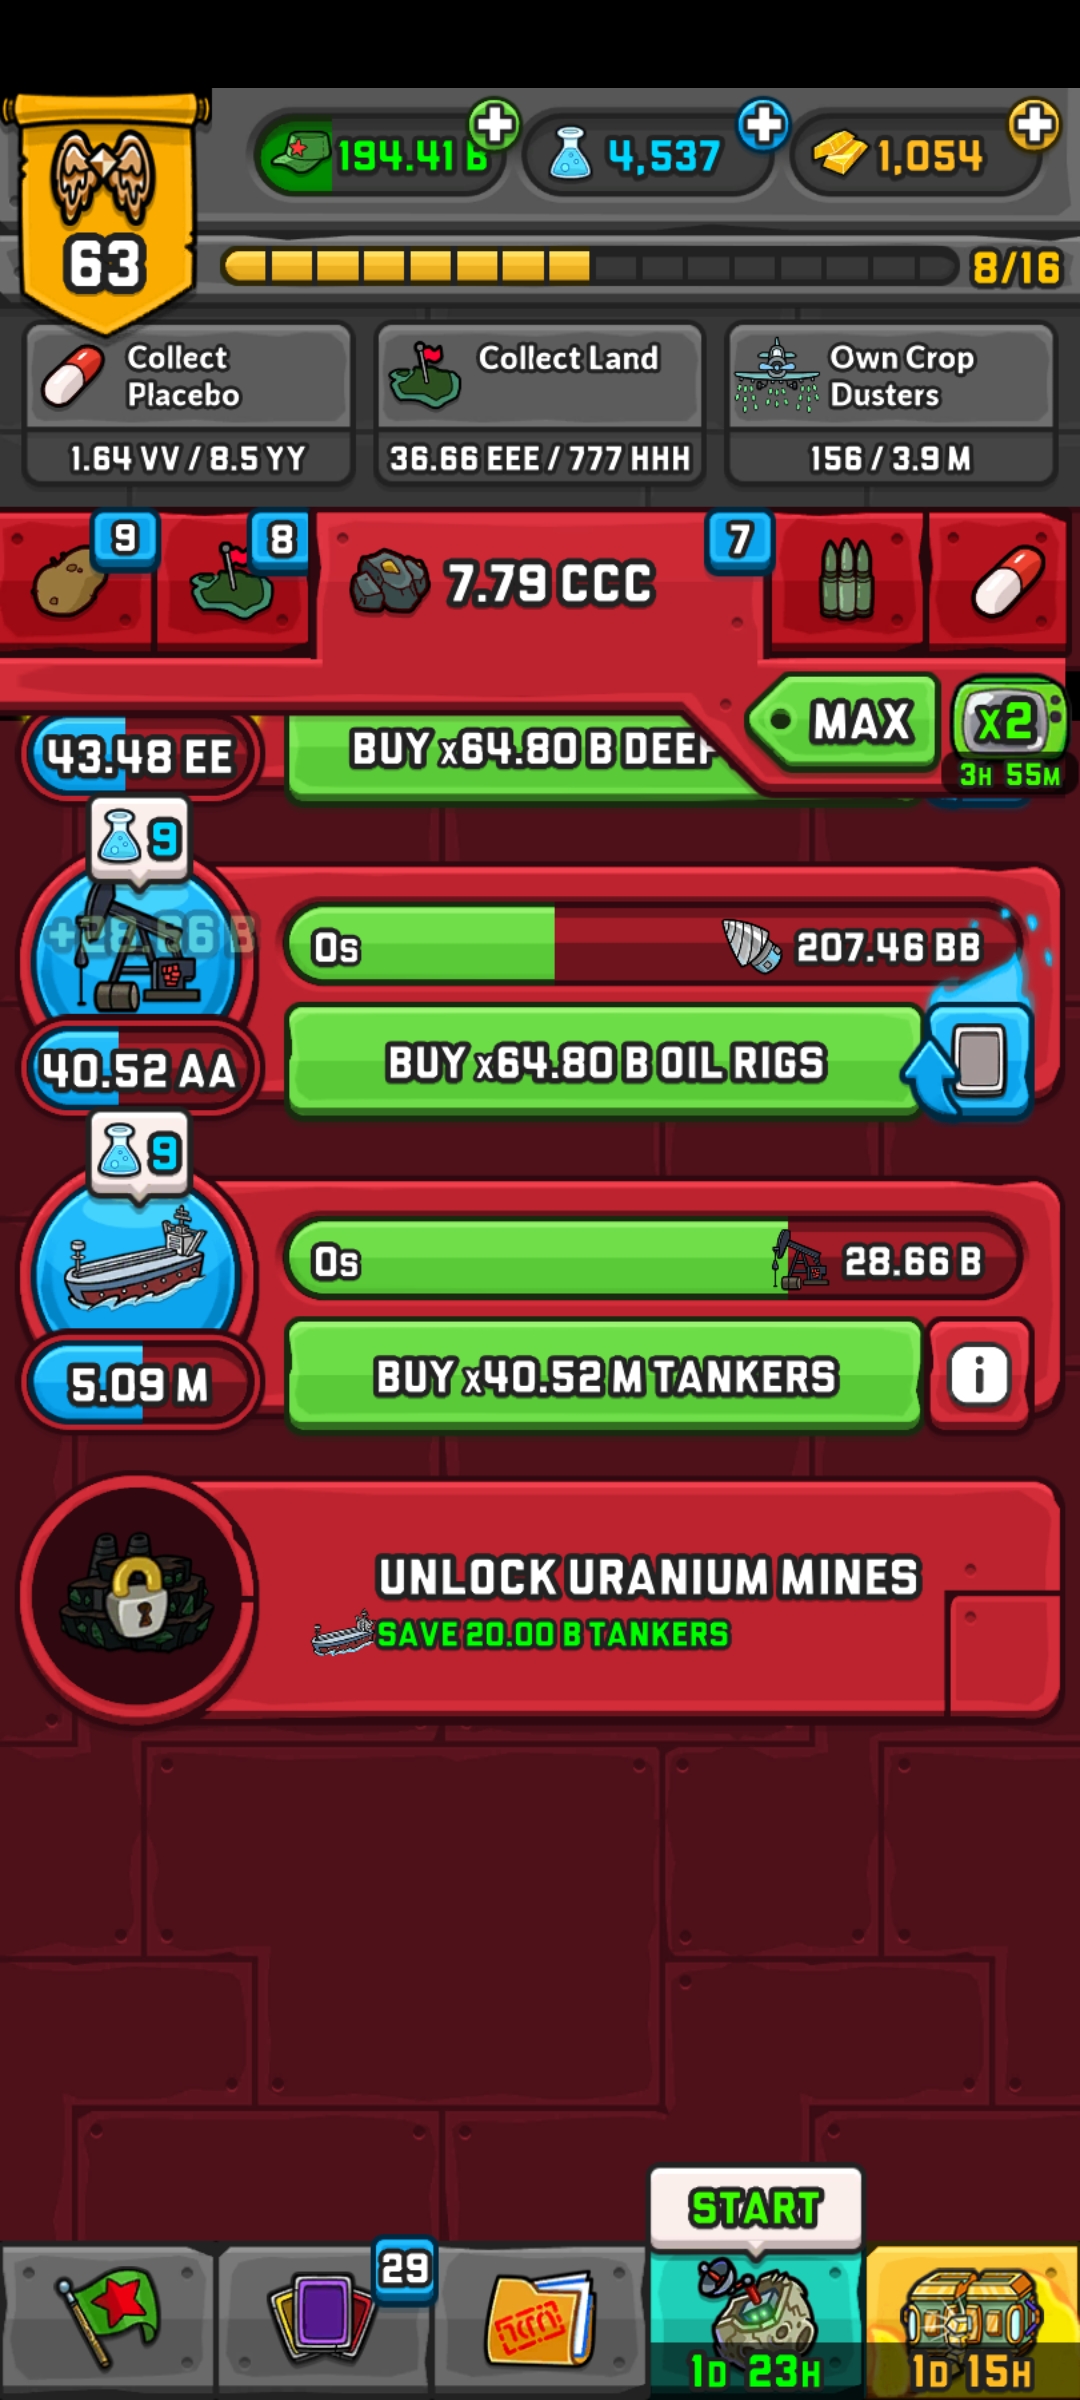 194.41 B
4,537
1,054
63
8/16
Collect
Placebo
1.64 VV / 8.5 YY
Collect Land
36.66 EEE / 777 HHH
Own Crop
Dusters
156 / 3.9 M
9
8
7.79 CCC
7
MAX
x2
3H 55M
43.48 EE
BUY x64.80 B DEEP
9
+28.66 B
0s
207.46 BB
40.52 AA
BUY x64.80 B OIL RIGS
9
0s
28.66 B
5.09 M
BUY x40.52 M TANKERS
i
UNLOCK URANIUM MINES
SAVE 20.00 B TANKERS
START
29
1D 23H
1D 15H